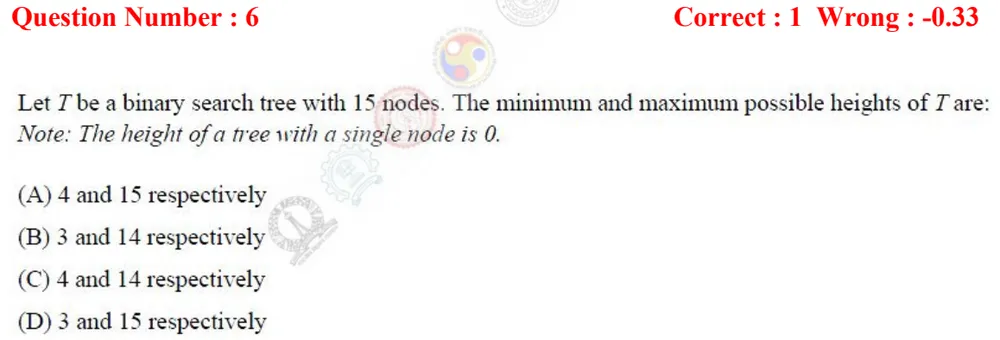 Question Number : 6 Correct : 1 Wrong : -0.33
Let T be a binary search tree with 15 nodes. The minimum and maximum possible heights of T are:
Note: The height of a tree with a single node is 0.
(A) 4 and 15 respectively
(B) 3 and 14 respectively
(C) 4 and 14 respectively
(D) 3 and 15 respectively